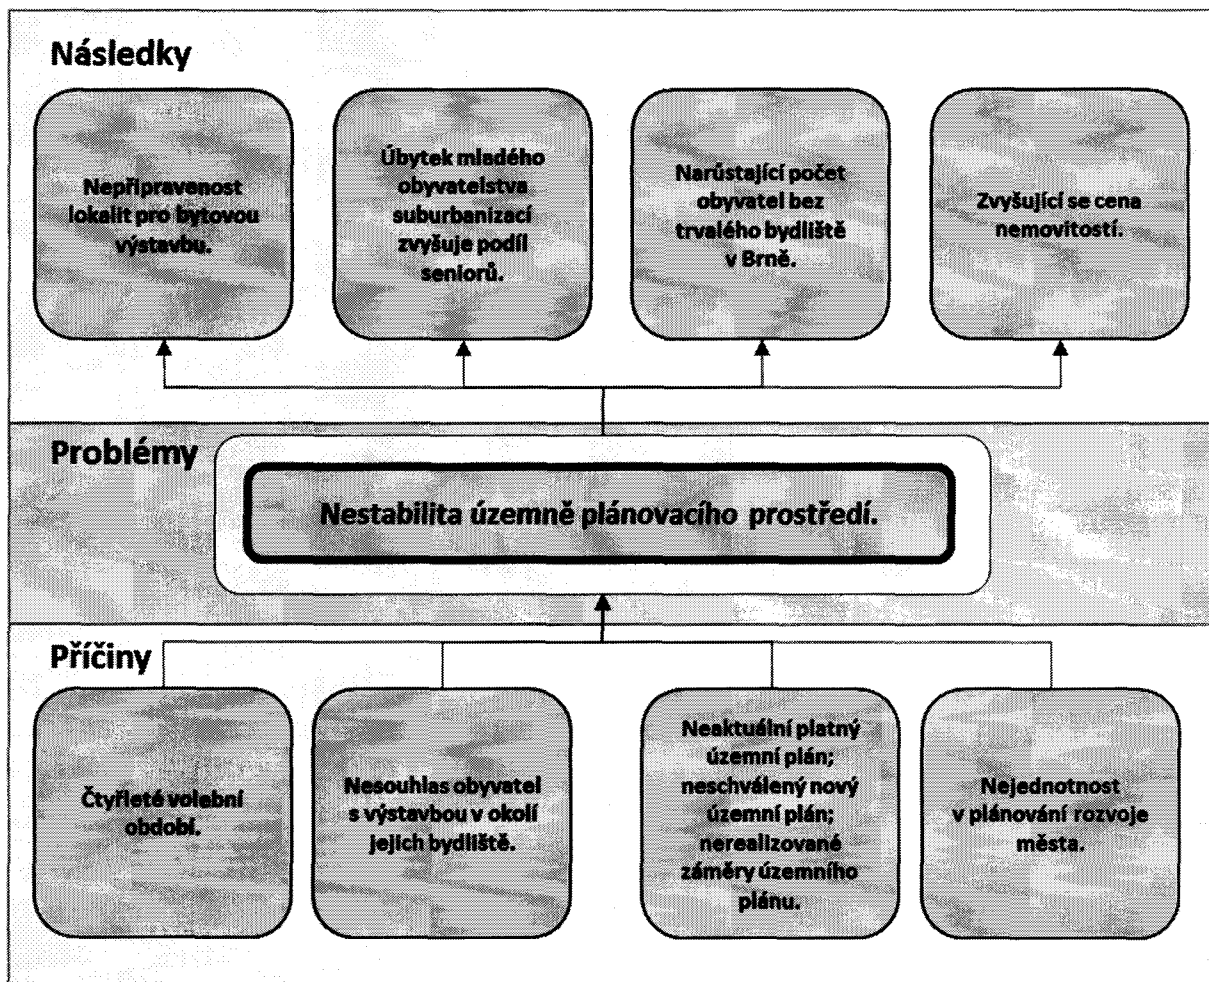 Následky
Nepřipravenost
lokalit pro bytovou
výstavbu.
Úbytek mladého
obyvatelstva
suburbanizací
zvyšuje podíl
seniorů.
Narůstající počet
obyvatel bez
trvalého bydliště
v Brně.
Zvyšující se cena
nemovitostí.
Problémy
Nestabilita územně plánovacího prostředí.
Příčiny
Čtyřleté volební
období.
Nesouhlas obyvatel
s výstavbou v okolí
jejich bydliště.
Neaktuální platný
územní plán;
neschválený nový
územní plán;
nerealizované
záměry územního
plánu.
Nejednotnost
v plánování rozvoje
města.